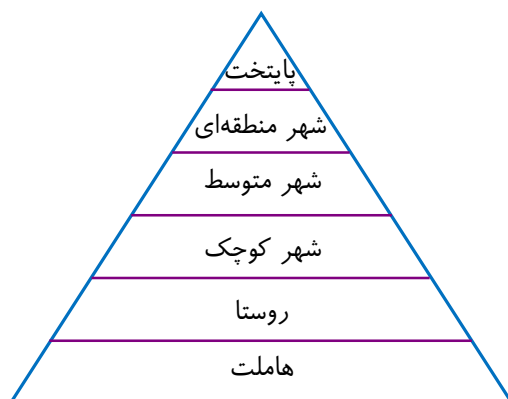 پایتخت
شهر منطقه‌ای
شهر متوسط
شهر کوچک
روستا
هاملت